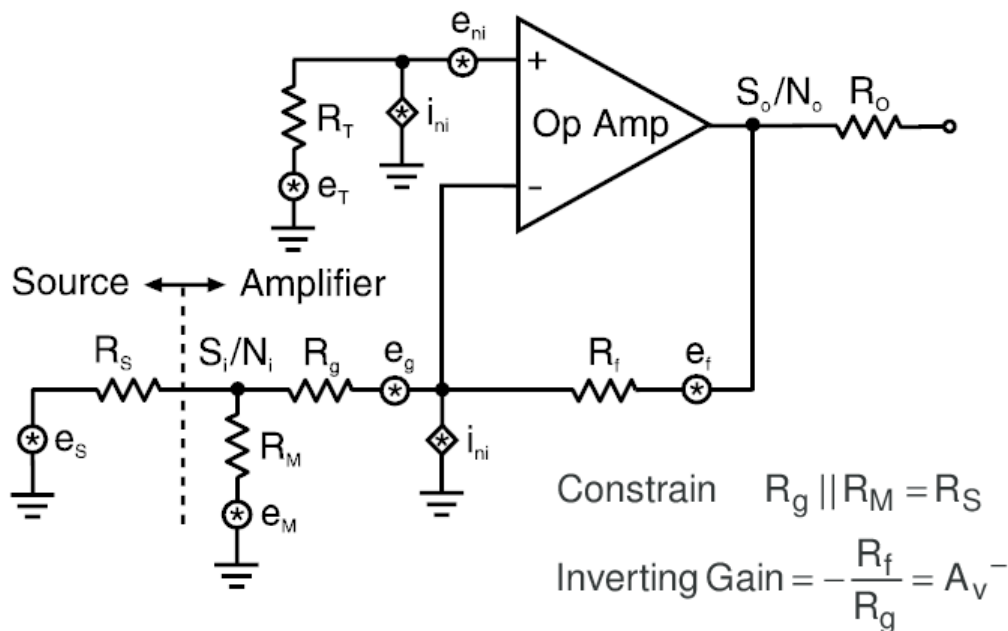 e_ni
+
R_T
i_ni
Op Amp
S_o/N_o
R_O
e_T
−
Source
Amplifier
R_S
S_i/N_i
R_g
e_g
R_f
e_f
e_S
R_M
i_ni
e_M
Constrain R_g || R_M = R_S
Inverting Gain = −R_f/R_g = A_v^−